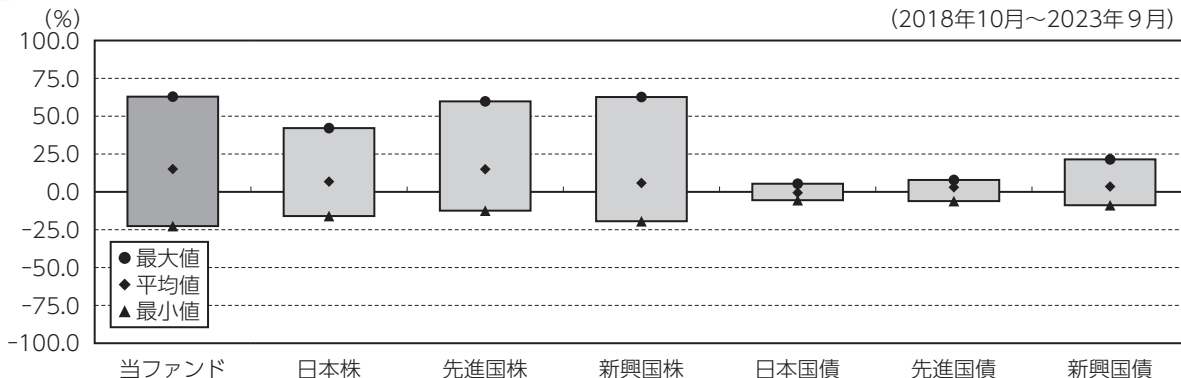 (%)
(2018年10月～2023年9月)
100.0
75.0
50.0
25.0
0.0
-25.0
-50.0
-75.0
-100.0
●最大値
◆平均値
▲最小値
当ファンド 日本株 先進国株 新興国株 日本国債 先進国債 新興国債